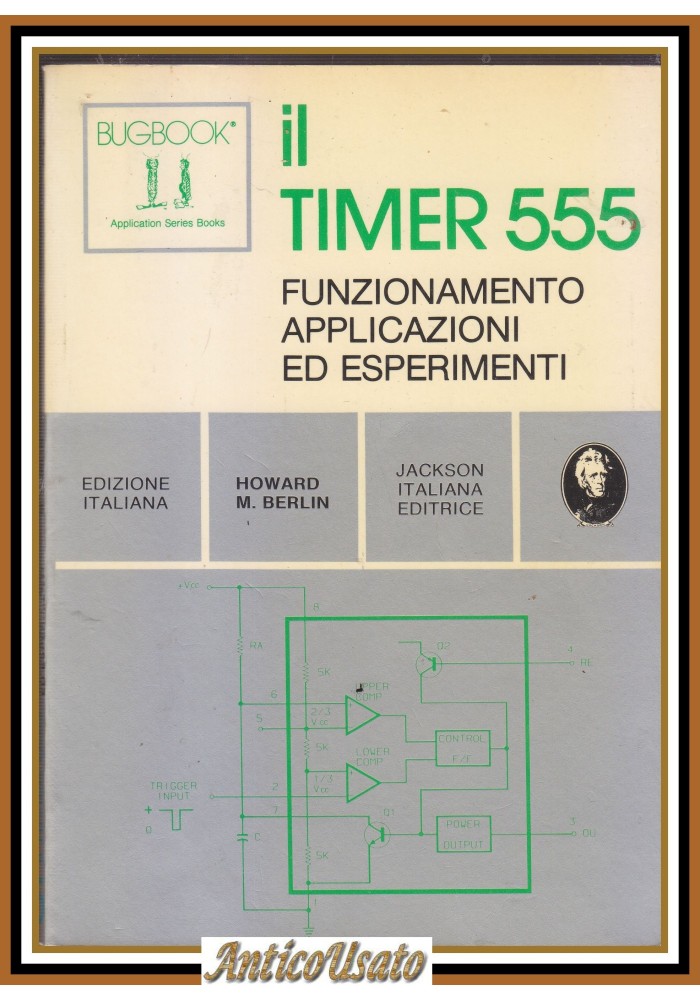 BUGBOOK®
Application Series Books
il
TIMER 555
FUNZIONAMENTO
APPLICAZIONI
ED ESPERIMENTI
EDIZIONE
ITALIANA
HOWARD
M. BERLIN
JACKSON
ITALIANA
EDITRICE
+Vcc
8
RA
5K
Q2
4
RE
6
UPPER
COMP
5
2/3
Vcc
5K
LOWER
COMP
CONTROL
F/F
TRIGGER
INPUT
2
1/3
Vcc
+
0
7
Q1
C
5K
POWER
OUTPUT
3
OU
1
AnticoUsato